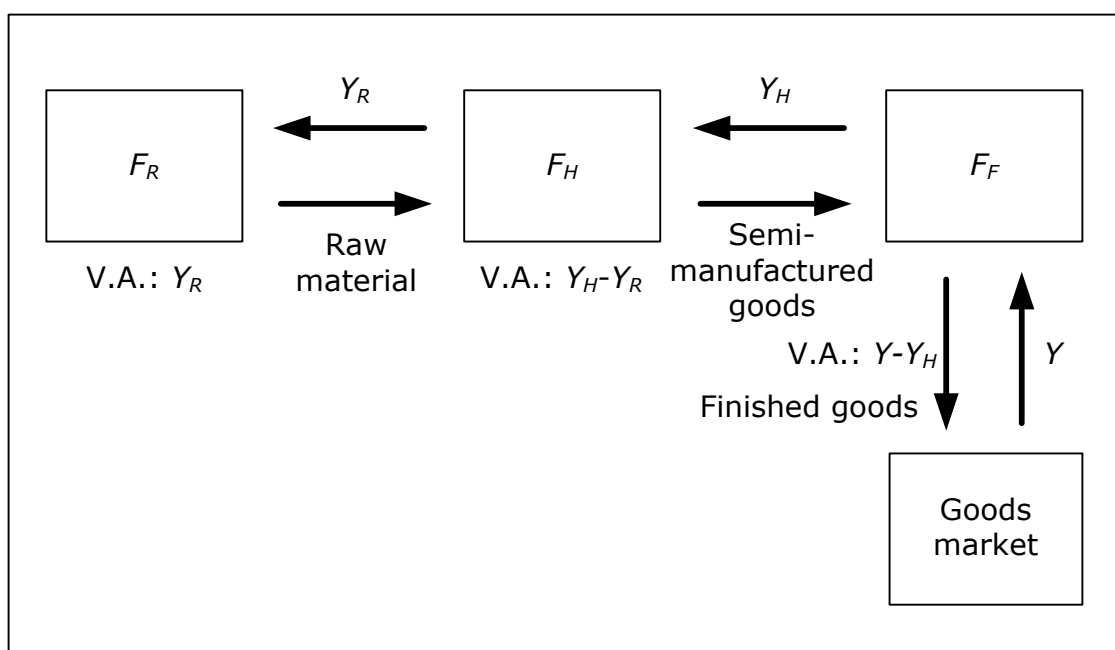 Y_R
Y_H
F_R
F_H
F_F
Raw
material
Semi-
manufactured
goods
V.A.: Y_R
V.A.: Y_H-Y_R
V.A.: Y-Y_H
Y
Finished goods
Goods
market